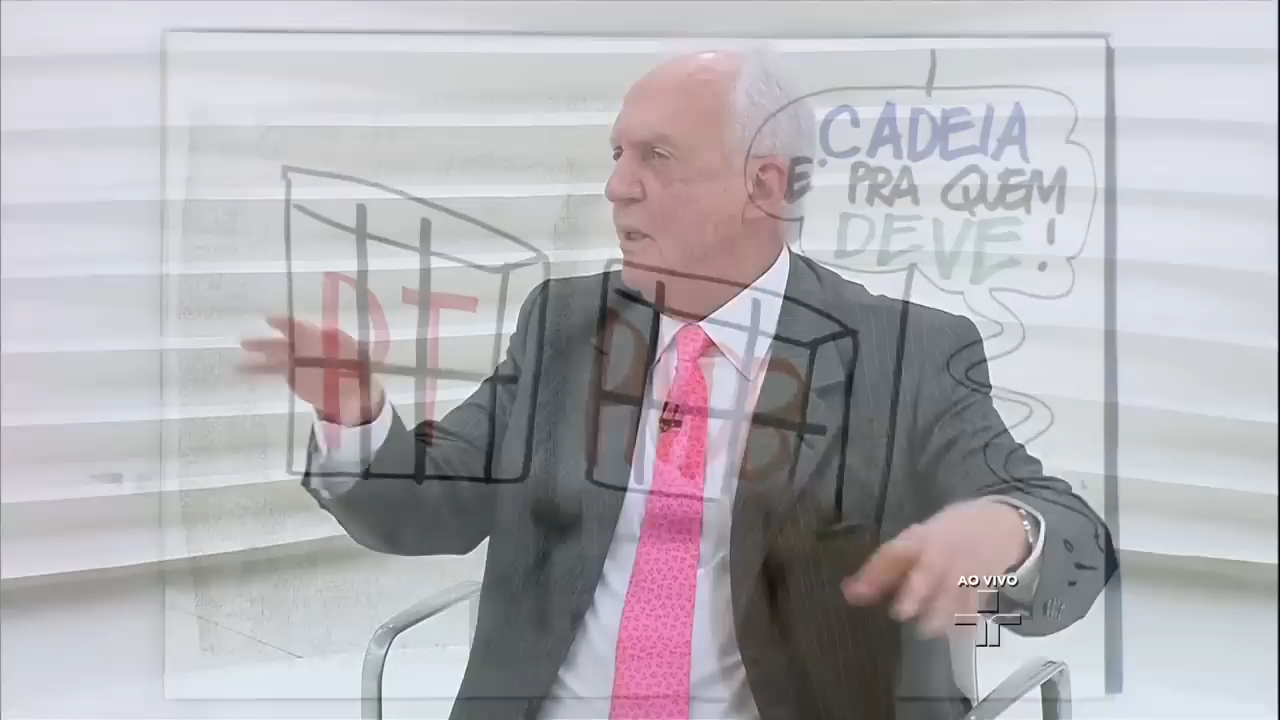 CADEIA
É PRA QUEM
DEVE!
PT
AO VIVO